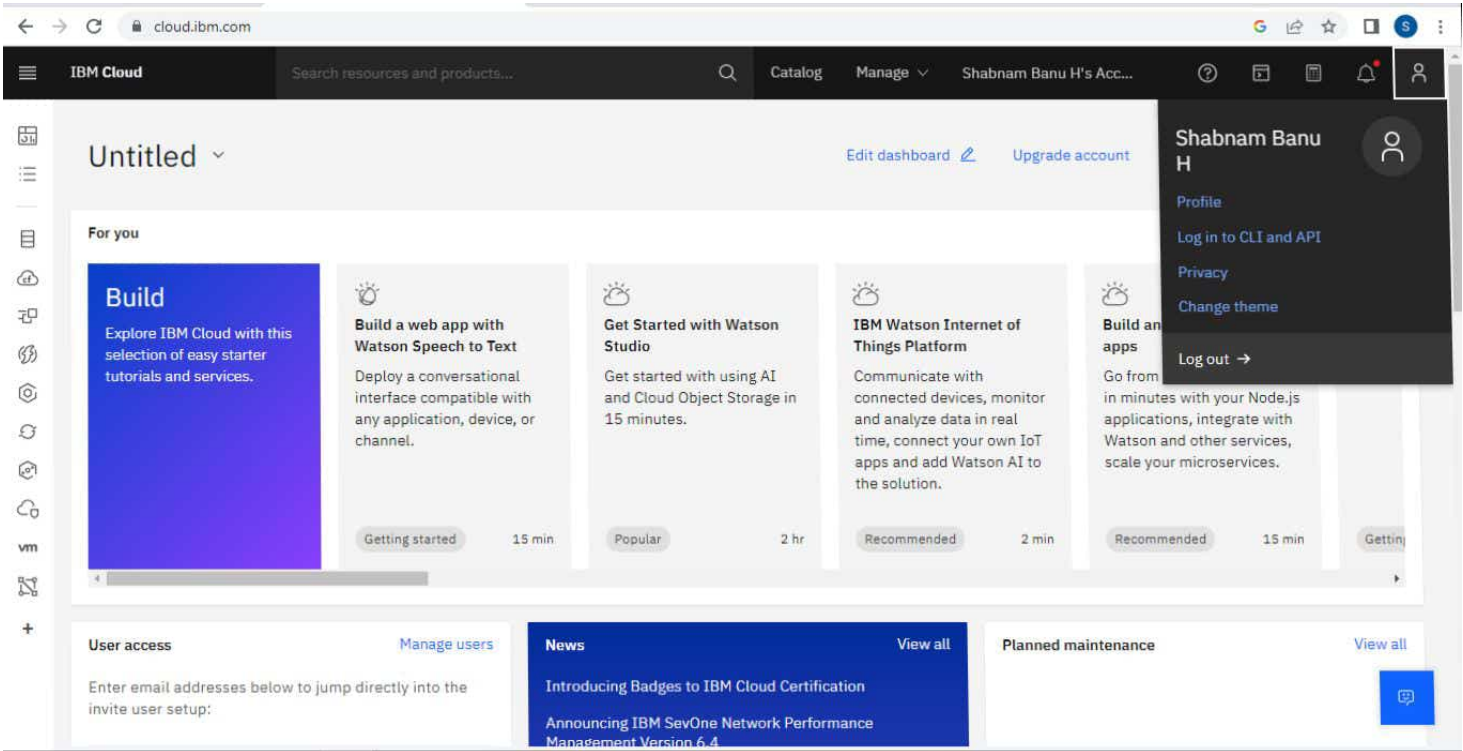 cloud.ibm.com
S
IBM Cloud
Search resources and products...
Catalog
Manage
Shabnam Banu H's Acc...
Untitled
Edit dashboard
Upgrade account
Shabnam Banu
H
Profile
Log in to CLI and API
Privacy
Change theme
Log out →
For you
Build
Explore IBM Cloud with this
selection of easy starter
tutorials and services.
Build a web app with
Watson Speech to Text
Deploy a conversational
interface compatible with
any application, device, or
channel.
Getting started
15 min
Get Started with Watson
Studio
Get started with using AI
and Cloud Object Storage in
15 minutes.
Popular
2 hr
IBM Watson Internet of
Things Platform
Communicate with
connected devices, monitor
and analyze data in real
time, connect your own IoT
apps and add Watson AI to
the solution.
Recommended
2 min
Build an
apps
Go from
in minutes with your Node.js
applications, integrate with
Watson and other services,
scale your microservices.
Recommended
15 min
Getting
vm
User access
Manage users
Enter email addresses below to jump directly into the
invite user setup:
News
View all
Introducing Badges to IBM Cloud Certification
Announcing IBM SevOne Network Performance
Management Version 6.4
Planned maintenance
View all